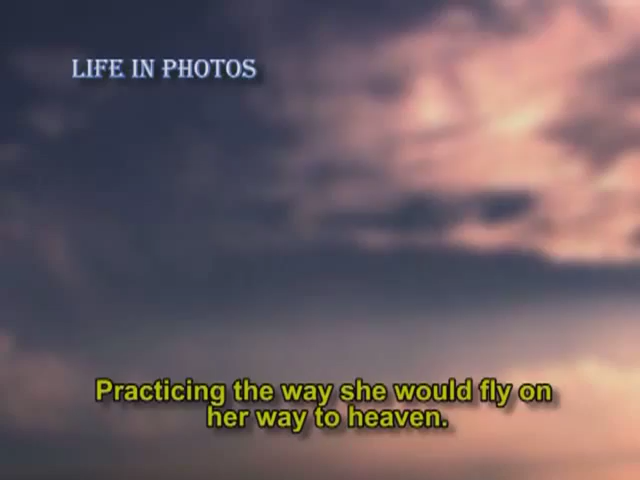 LIFE IN PHOTOS
Practicing the way she would fly on
her way to heaven.